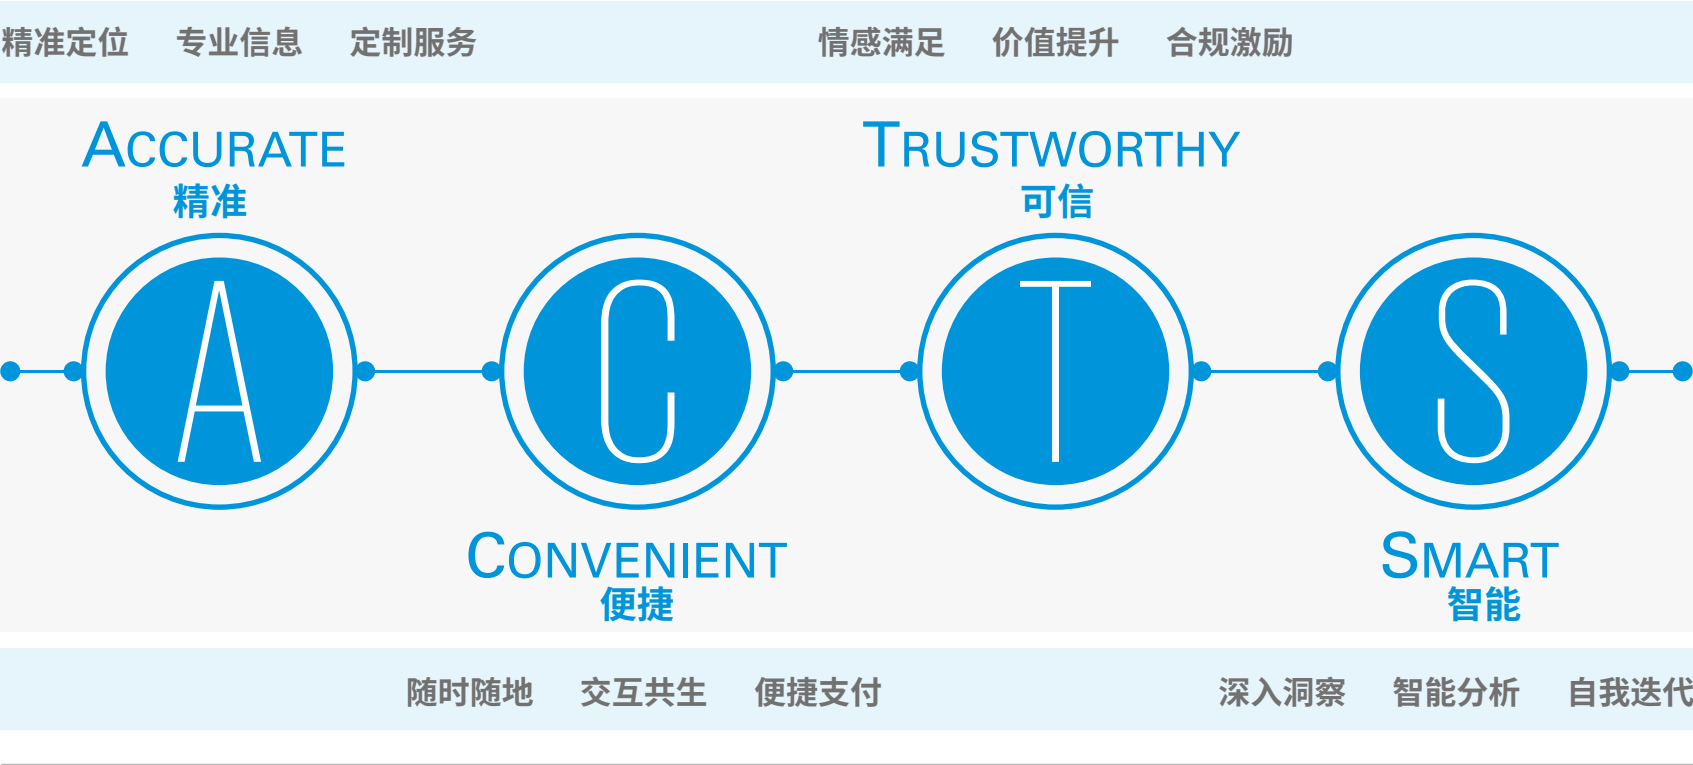 精准定位 专业信息 定制服务 情感满足 价值提升 合规激励
ACCURATE TRUSTWORTHY
精准 可信
A C T S
CONVENIENT SMART
便捷 智能
随时随地 交互共生 便捷支付 深入洞察 智能分析 自我迭代